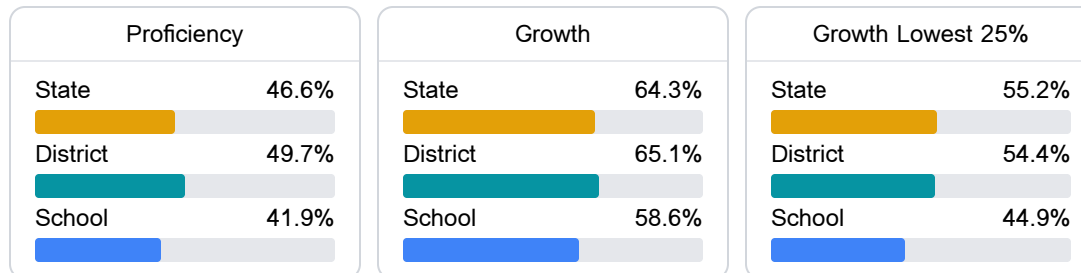 Proficiency
State 46.6%
District 49.7%
School 41.9%
Growth
State 64.3%
District 65.1%
School 58.6%
Growth Lowest 25%
State 55.2%
District 54.4%
School 44.9%